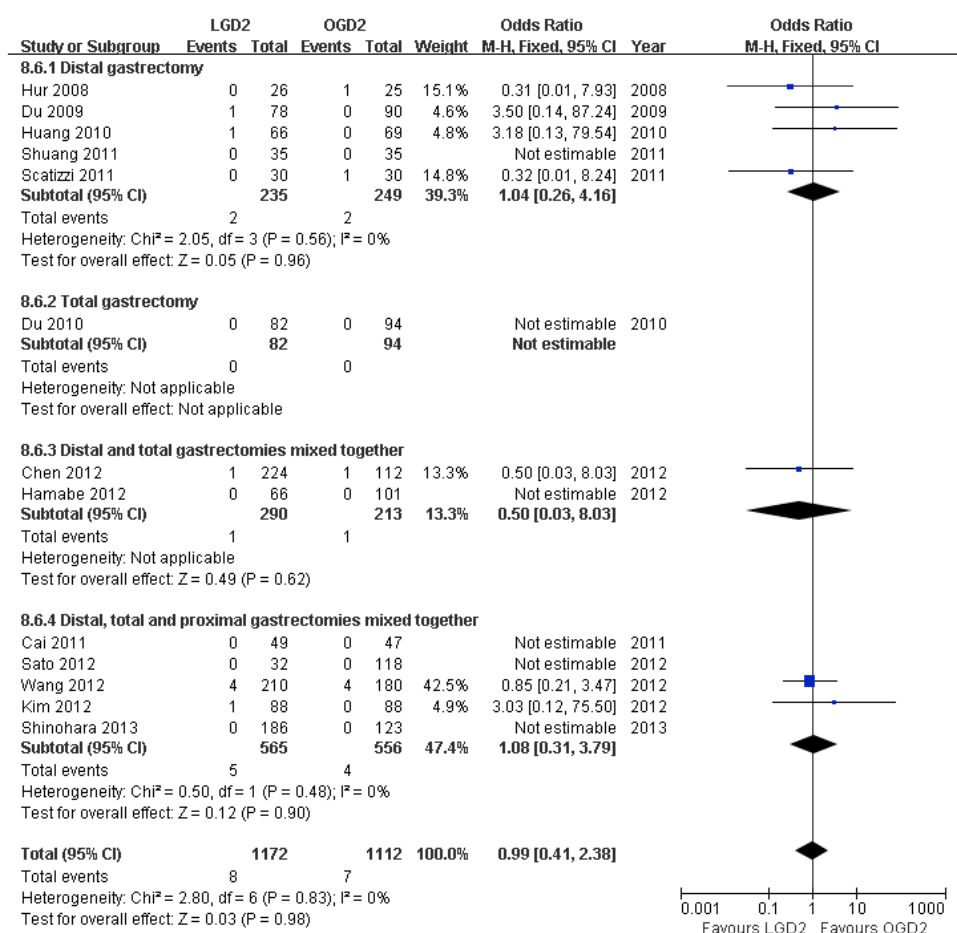 LGD2 OGD2 Odds Ratio Odds Ratio
Study or Subgroup Events Total Events Total Weight M-H, Fixed, 95% CI Year M-H, Fixed, 95% CI
8.6.1 Distal gastrectomy
Hur 2008 0 26 1 25 15.1% 0.31 [0.01, 7.93] 2008
Du 2009 1 78 0 90 4.6% 3.50 [0.14, 87.24] 2009
Huang 2010 1 66 0 69 4.8% 3.18 [0.13, 79.54] 2010
Shuang 2011 0 35 0 35 Not estimable 2011
Scatizzi 2011 0 30 1 30 14.8% 0.32 [0.01, 8.24] 2011
Subtotal (95% CI) 235 249 39.3% 1.04 [0.26, 4.16]
Total events 2 2
Heterogeneity: Chi² = 2.05, df = 3 (P = 0.56); I² = 0%
Test for overall effect: Z = 0.05 (P = 0.96)
8.6.2 Total gastrectomy
Du 2010 0 82 0 94 Not estimable 2010
Subtotal (95% CI) 82 94 Not estimable
Total events 0 0
Heterogeneity: Not applicable
Test for overall effect: Not applicable
8.6.3 Distal and total gastrectomies mixed together
Chen 2012 1 224 1 112 13.3% 0.50 [0.03, 8.03] 2012
Hamabe 2012 0 66 0 101 Not estimable 2012
Subtotal (95% CI) 290 213 13.3% 0.50 [0.03, 8.03]
Total events 1 1
Heterogeneity: Not applicable
Test for overall effect: Z = 0.49 (P = 0.62)
8.6.4 Distal, total and proximal gastrectomies mixed together
Cai 2011 0 49 0 47 Not estimable 2011
Sato 2012 0 32 0 118 Not estimable 2012
Wang 2012 4 210 4 180 42.5% 0.85 [0.21, 3.47] 2012
Kim 2012 1 88 0 88 4.9% 3.03 [0.12, 75.50] 2012
Shinohara 2013 0 186 0 123 Not estimable 2013
Subtotal (95% CI) 565 556 47.4% 1.08 [0.31, 3.79]
Total events 5 4
Heterogeneity: Chi² = 0.50, df = 1 (P = 0.48); I² = 0%
Test for overall effect: Z = 0.12 (P = 0.90)
Total (95% CI) 1172 1112 100.0% 0.99 [0.41, 2.38]
Total events 8 7
Heterogeneity: Chi² = 2.80, df = 6 (P = 0.83); I² = 0%
Test for overall effect: Z = 0.03 (P = 0.98)
0.001 0.1 1 10 1000
Favours LGD2 Favours OGD2